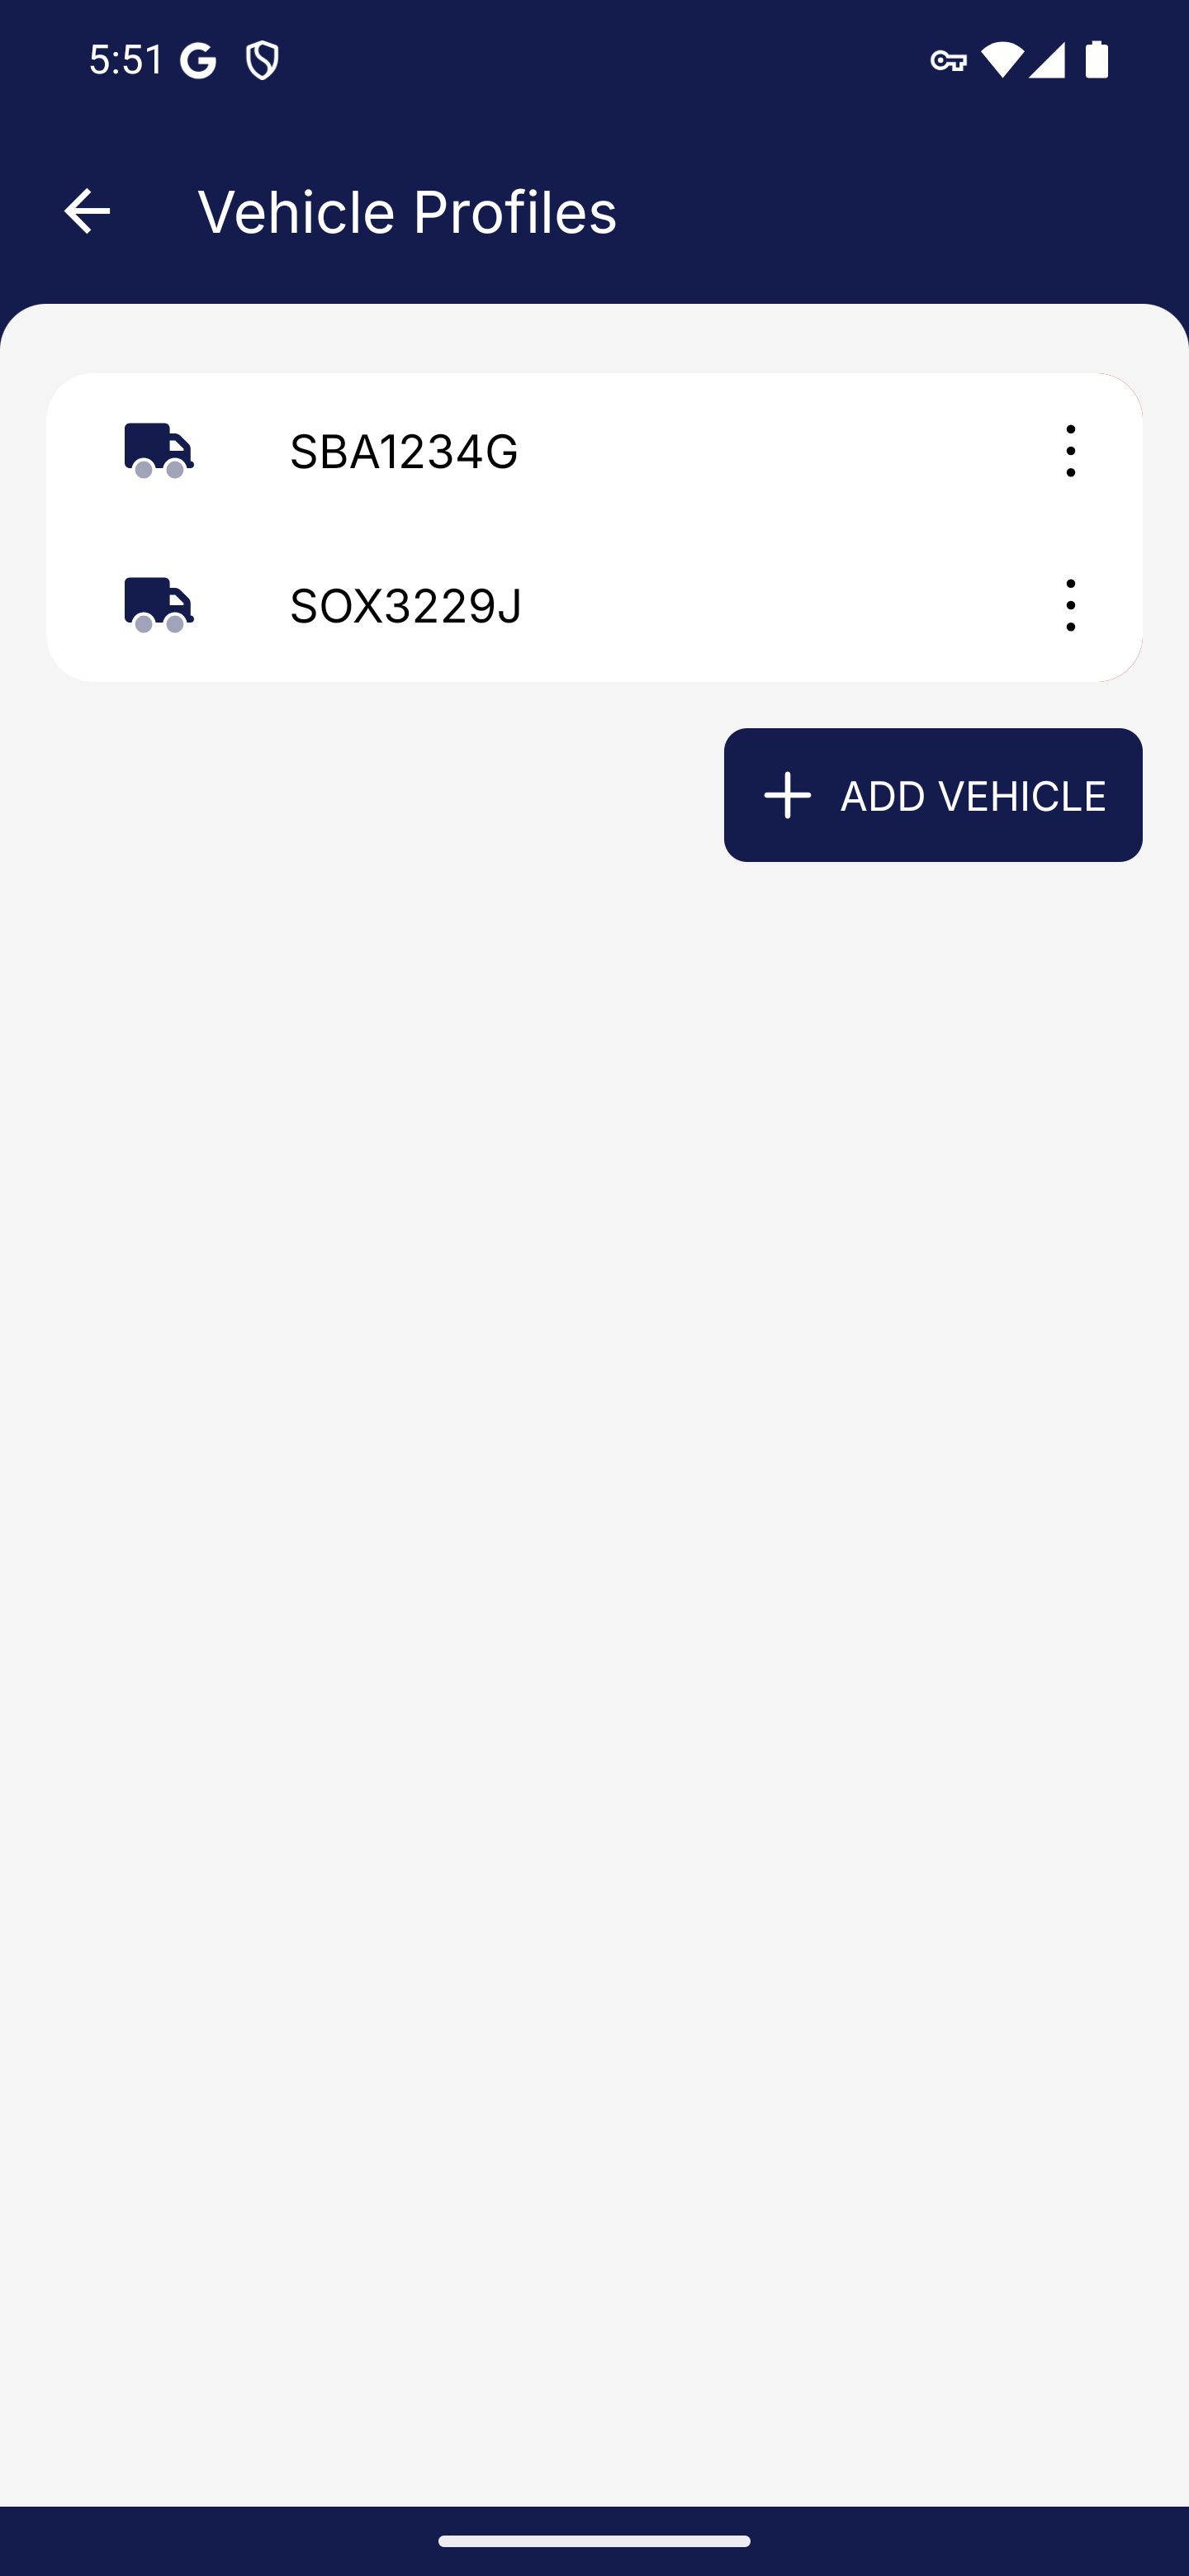 5:51
Vehicle Profiles
SBA1234G
SOX3229J
ADD VEHICLE